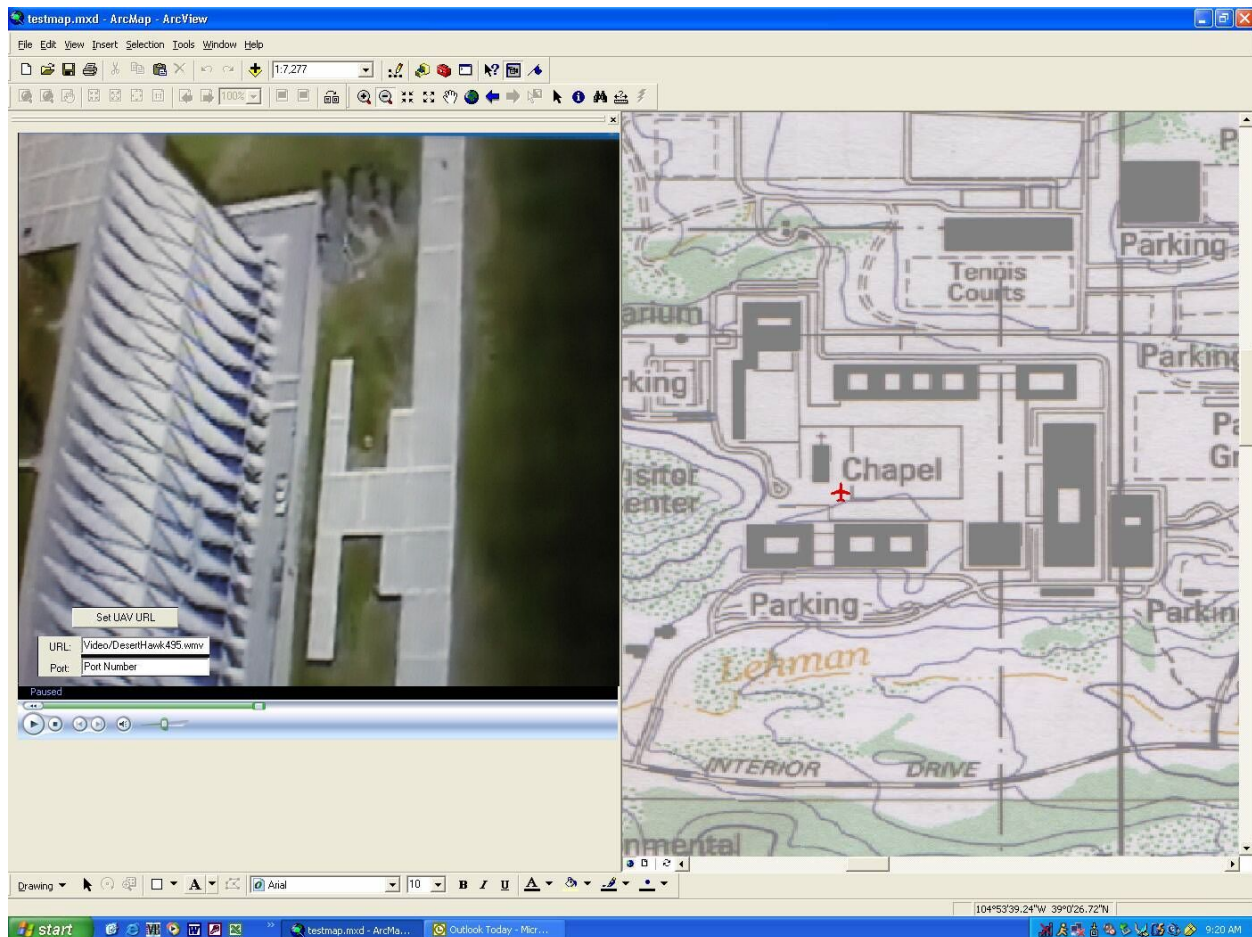 testmap.mxd - ArcMap - ArcView
File Edit View Insert Selection Tools Window Help
1:7,277
100%
Set UAV URL
URL: Video/DesertHawk495.wmv
Port: Port Number
Paused
Parking
Tennis
Courts
arium
Parking
rking
Chapel
isitor
enter
Parking
Parkin
Lehman
INTERIOR DRIVE
nmental
Drawing
Arial
10
B I U A
104°53'39.24"W 39°0'26.72"N
start
testmap.mxd - ArcMa...
Outlook Today - Micr...
9:20 AM